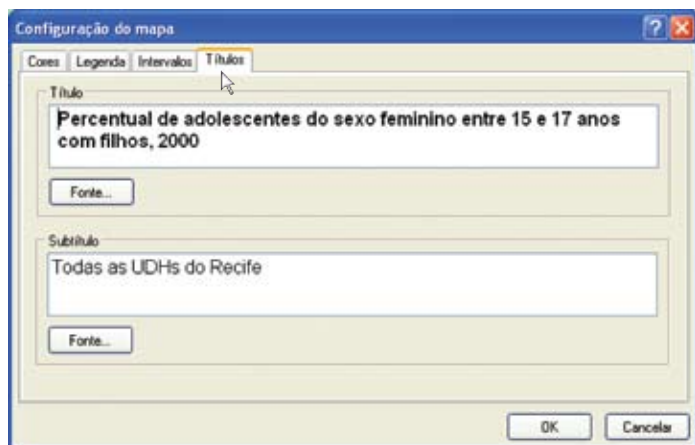 Configuração do mapa
Cores Legenda Intervalos Títulos
Título
Percentual de adolescentes do sexo feminino entre 15 e 17 anos
com filhos, 2000
Fonte...
Subtítulo
Todas as UDHs do Recife
Fonte...
OK Cancelar